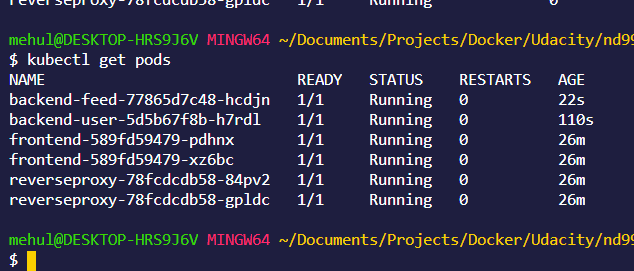 reverseproxy-78fcdcdb58-gpldc 1/1 Running 0
mehul@DESKTOP-HRS9J6V MINGW64 ~/Documents/Projects/Docker/Udacity/nd99
$ kubectl get pods
NAME READY STATUS RESTARTS AGE
backend-feed-77865d7c48-hcdjn 1/1 Running 0 22s
backend-user-5d5b67f8b-h7rdl 1/1 Running 0 110s
frontend-589fd59479-pdhnx 1/1 Running 0 26m
frontend-589fd59479-xz6bc 1/1 Running 0 26m
reverseproxy-78fcdcdb58-84pv2 1/1 Running 0 26m
reverseproxy-78fcdcdb58-gpldc 1/1 Running 0 26m
mehul@DESKTOP-HRS9J6V MINGW64 ~/Documents/Projects/Docker/Udacity/nd99
$